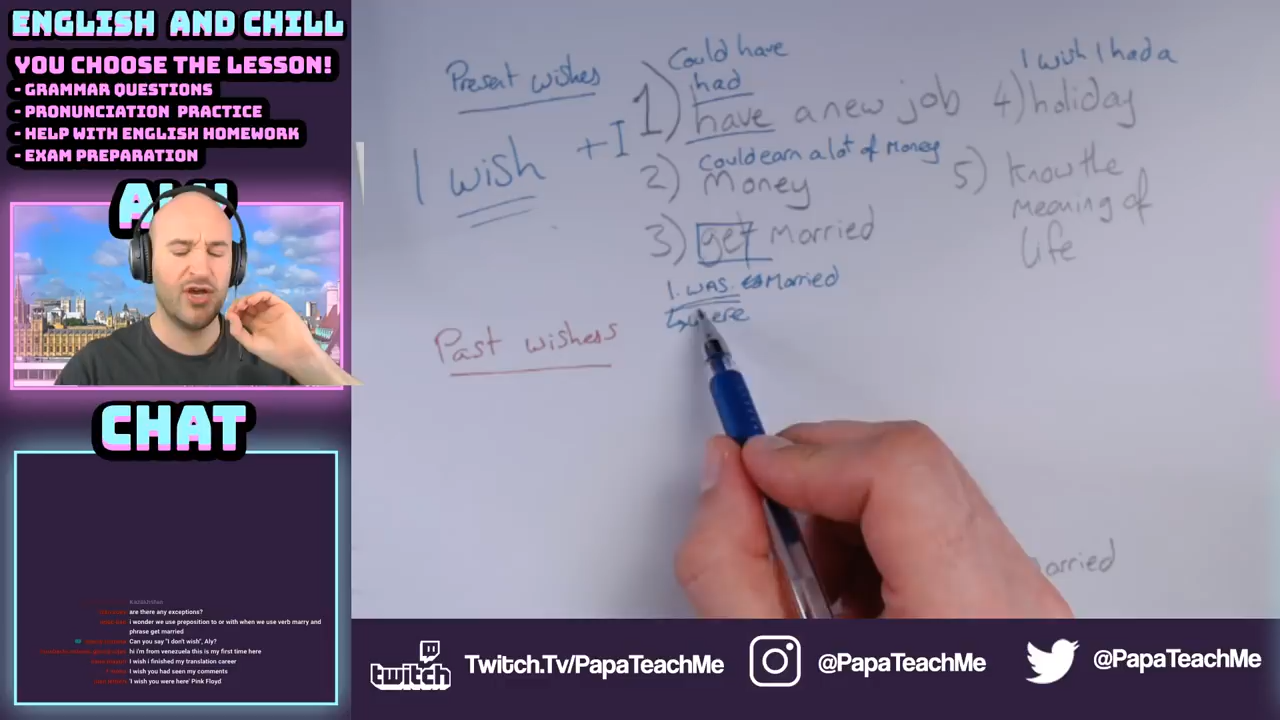 ENGLISH AND CHILL
YOU CHOOSE THE LESSON!
- GRAMMAR QUESTIONS
- PRONUNCIATION PRACTICE
- HELP WITH ENGLISH HOMEWORK
- EXAM PREPARATION
CHAT
are there any exceptions?
i wonder we use preposition to or with when we use verb marry and
phrase get married
Can you say "I don't wish", Aly?
hi i'm from venezuela this is my first time here
I wish i finished my translation career
I wish you had seen my comments
'I wish you were here' Pink Floyd
Present wishes
I wish + I
Could have
had
1) have a new job
Could earn a lot of money
2) Money
3) get Married
I was Married
were
I wish I had a
4) holiday
5) know the
meaning of
life
Past wishess
arried
twitch
Twitch.Tv/PapaTeachMe
@PapaTeachMe
@PapaTeachMe